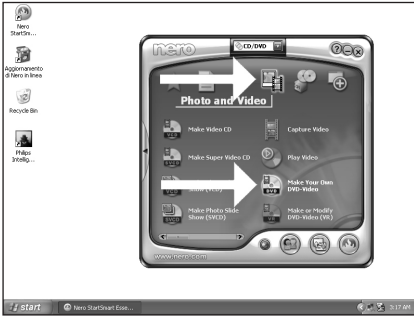 Nero
StartSm...
Aggiornamento
di Nero in linea
Recycle Bin
Philips
Intellig...
nero
CD/DVD
Photo and Video
Make Video CD
Capture Video
Make Super Video CD
Play Video
Show (VCD)
Make Your Own
DVD-Video
Make Photo Slide
Show (SVCD)
Make or Modify
DVD-Video (VR)
www.nero.com
start
Nero StartSmart Esse...
3:17 AM